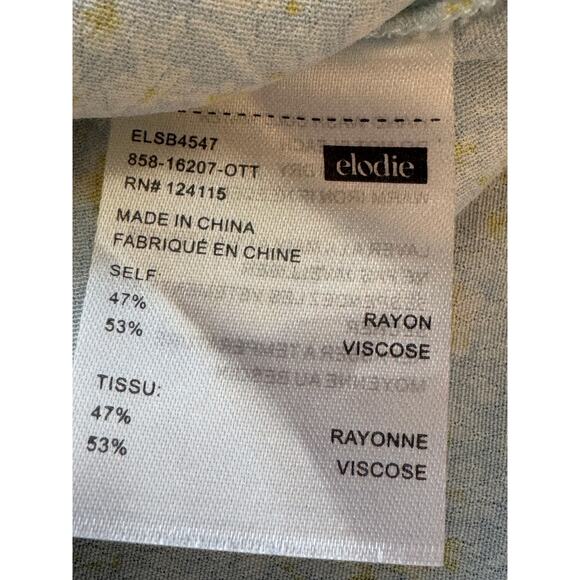 ELSB4547
858-16207-OTT
RN# 124115
elodie
MADE IN CHINA
FABRIQUÉ EN CHINE
SELF:
47% RAYON
53% VISCOSE
TISSU:
47% RAYONNE
53% VISCOSE